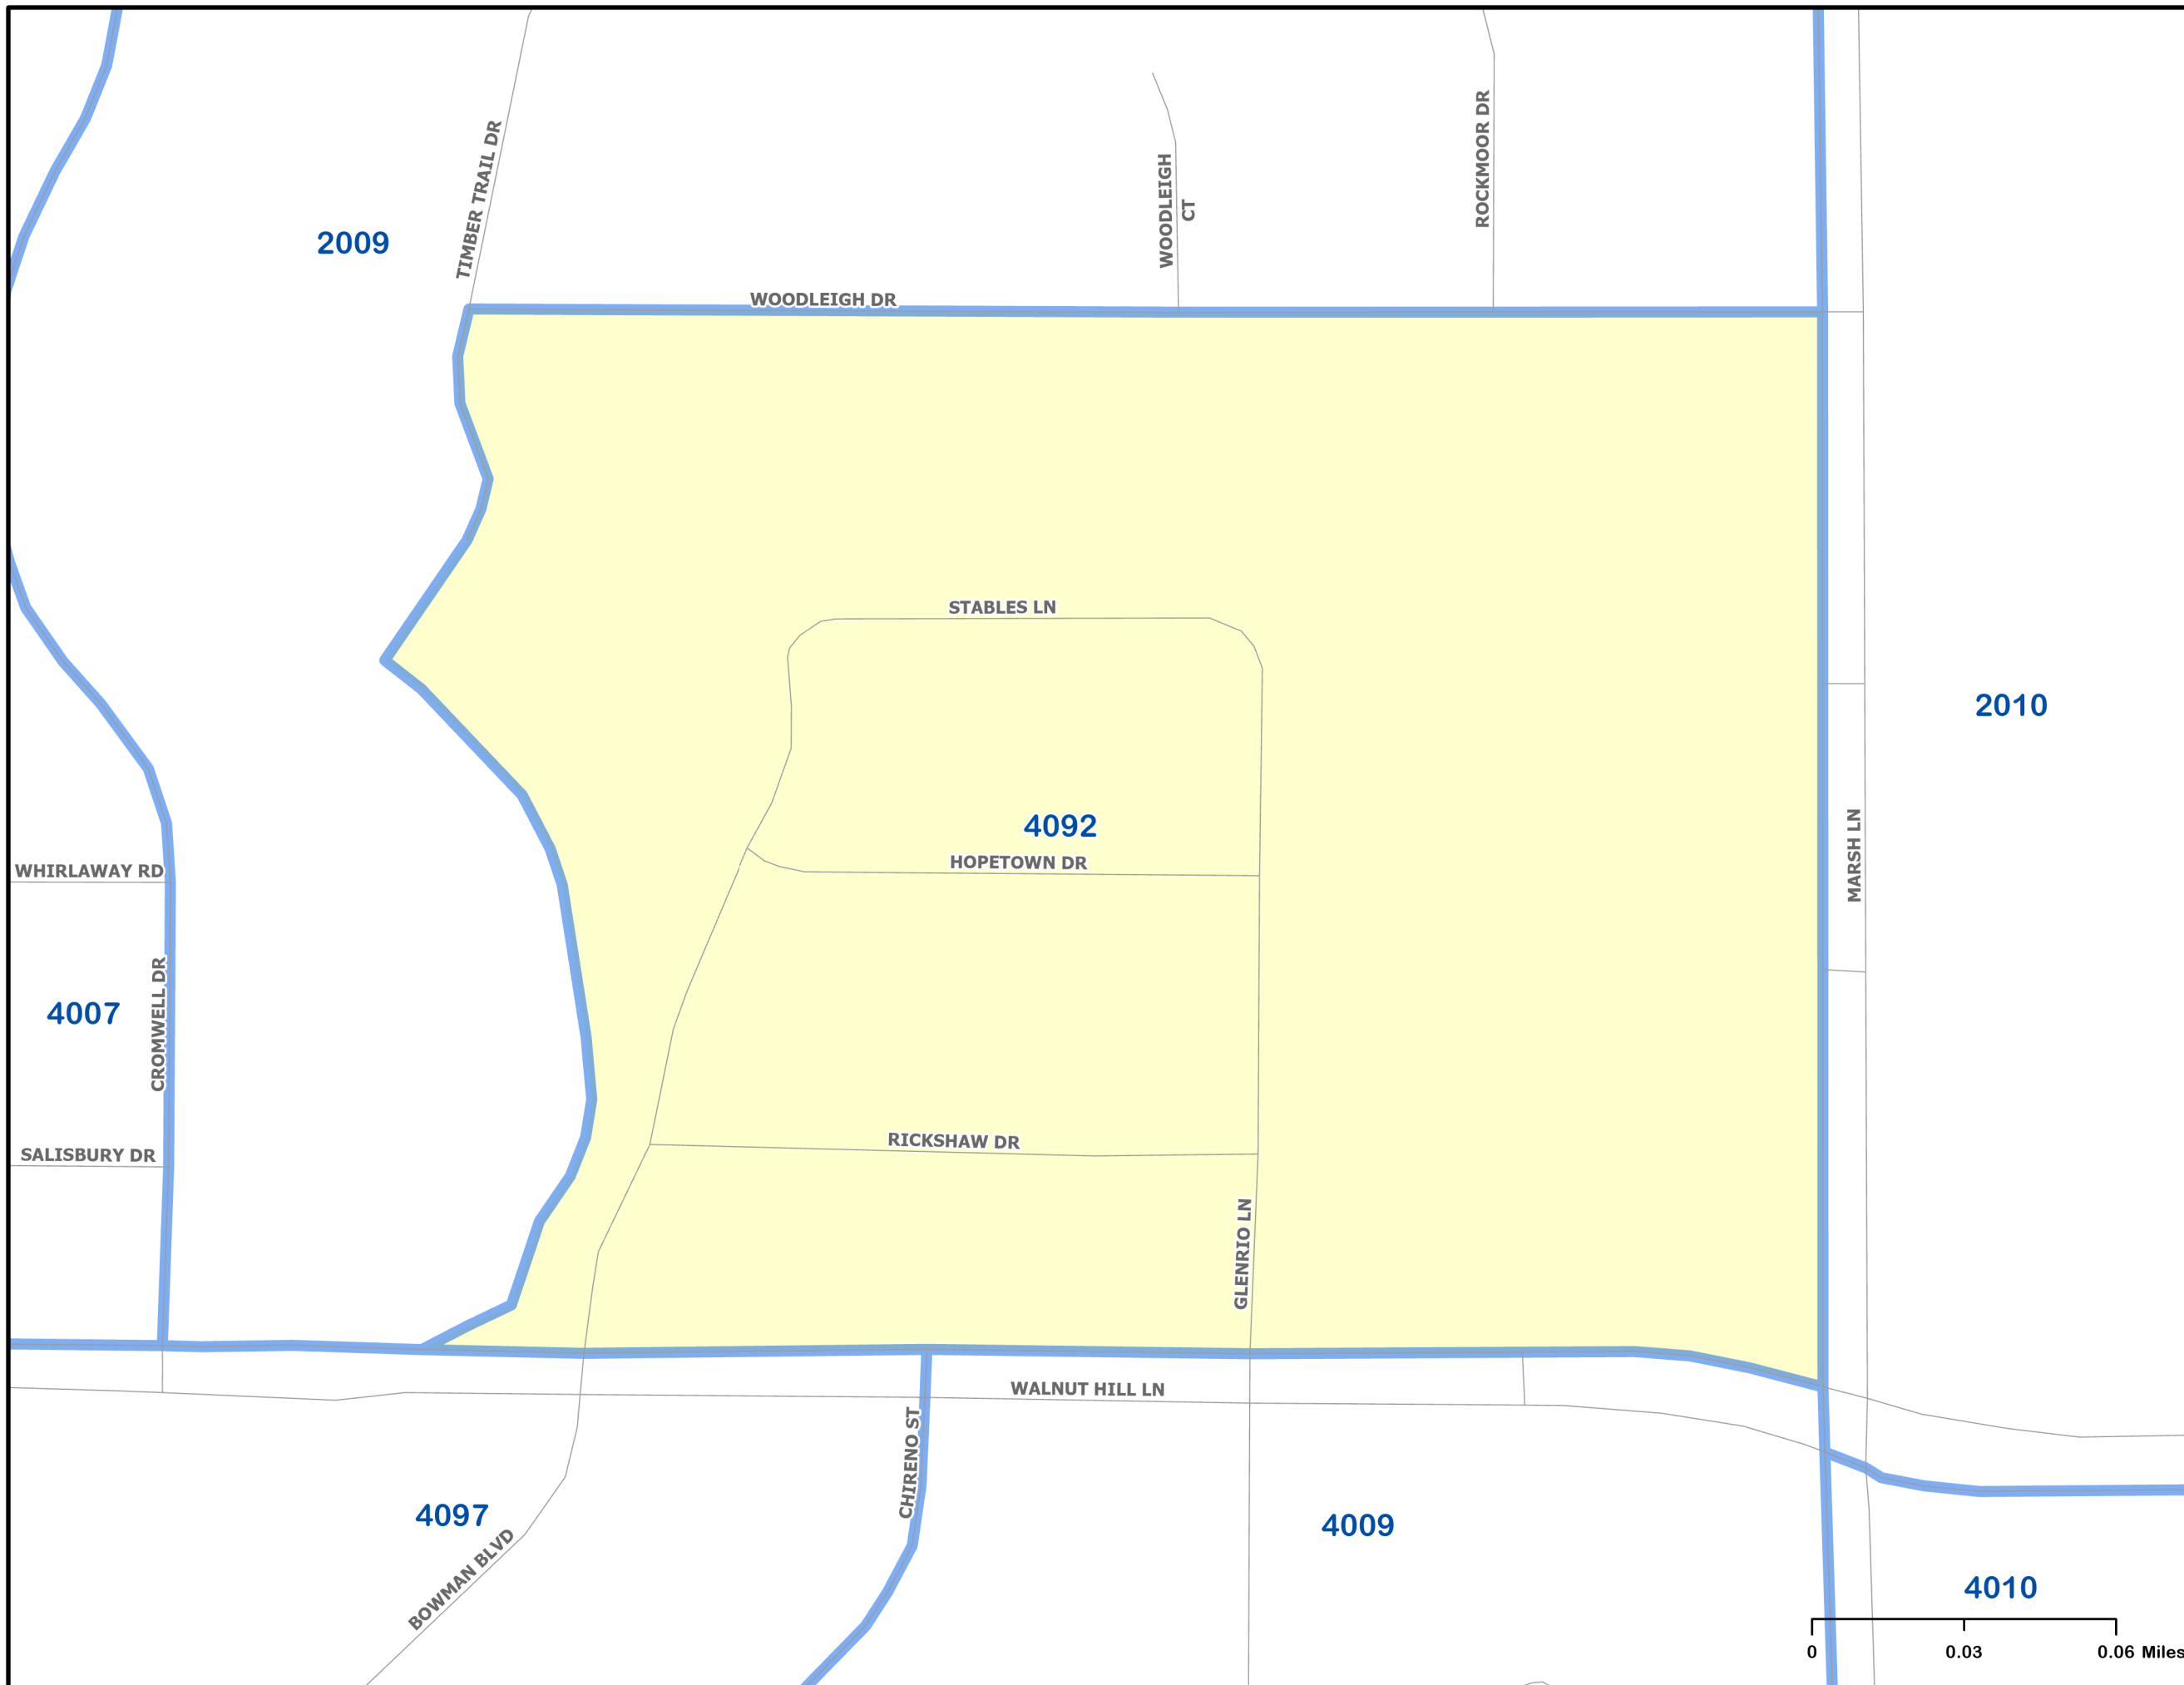 TIMBER TRAIL DR
WOODLEIGH
CT
ROCKMOOR DR
2009
WOODLEIGH DR
STABLES LN
2010
4092
HOPETOWN DR
MARSH LN
WHIRLAWAY RD
4007
CROMWELL DR
SALISBURY DR
RICKSHAW DR
GLENRIO LN
WALNUT HILL LN
CHIRENO ST
4097
4009
BOWMAN BLVD
4010
0 0.03 0.06 Miles